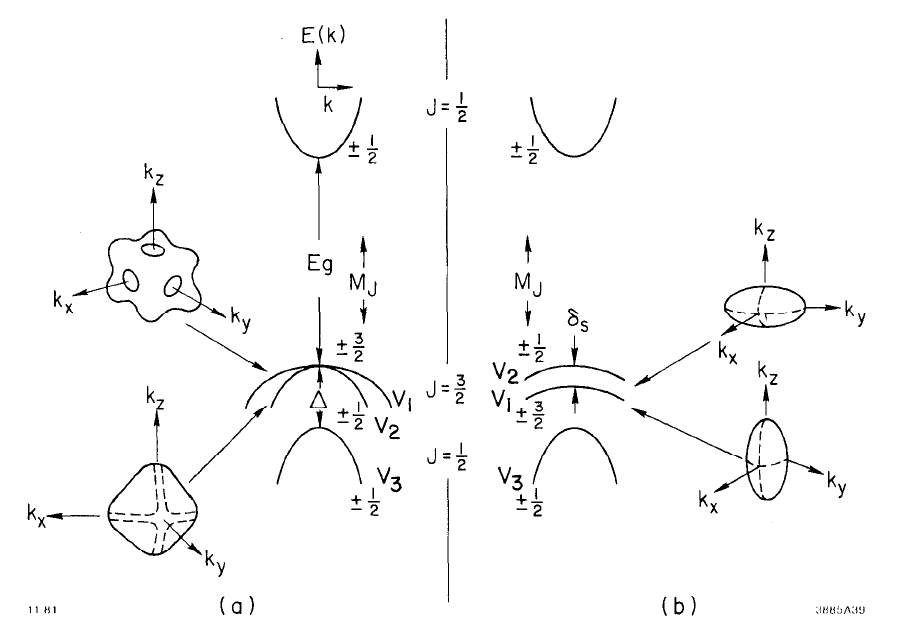 E(k)
k
J = 1/2
± 1/2
± 1/2
kz
kx
ky
Eg
MJ
MJ
kz
ky
kx
δs
± 3/2
± 1/2
V2
V1
Δ
± 1/2
V1
V2
J = 3/2
± 3/2
kz
kx
ky
kz
kx
ky
V3
± 1/2
J = 1/2
V3
± 1/2
11-81
(a)
(b)
3885A39